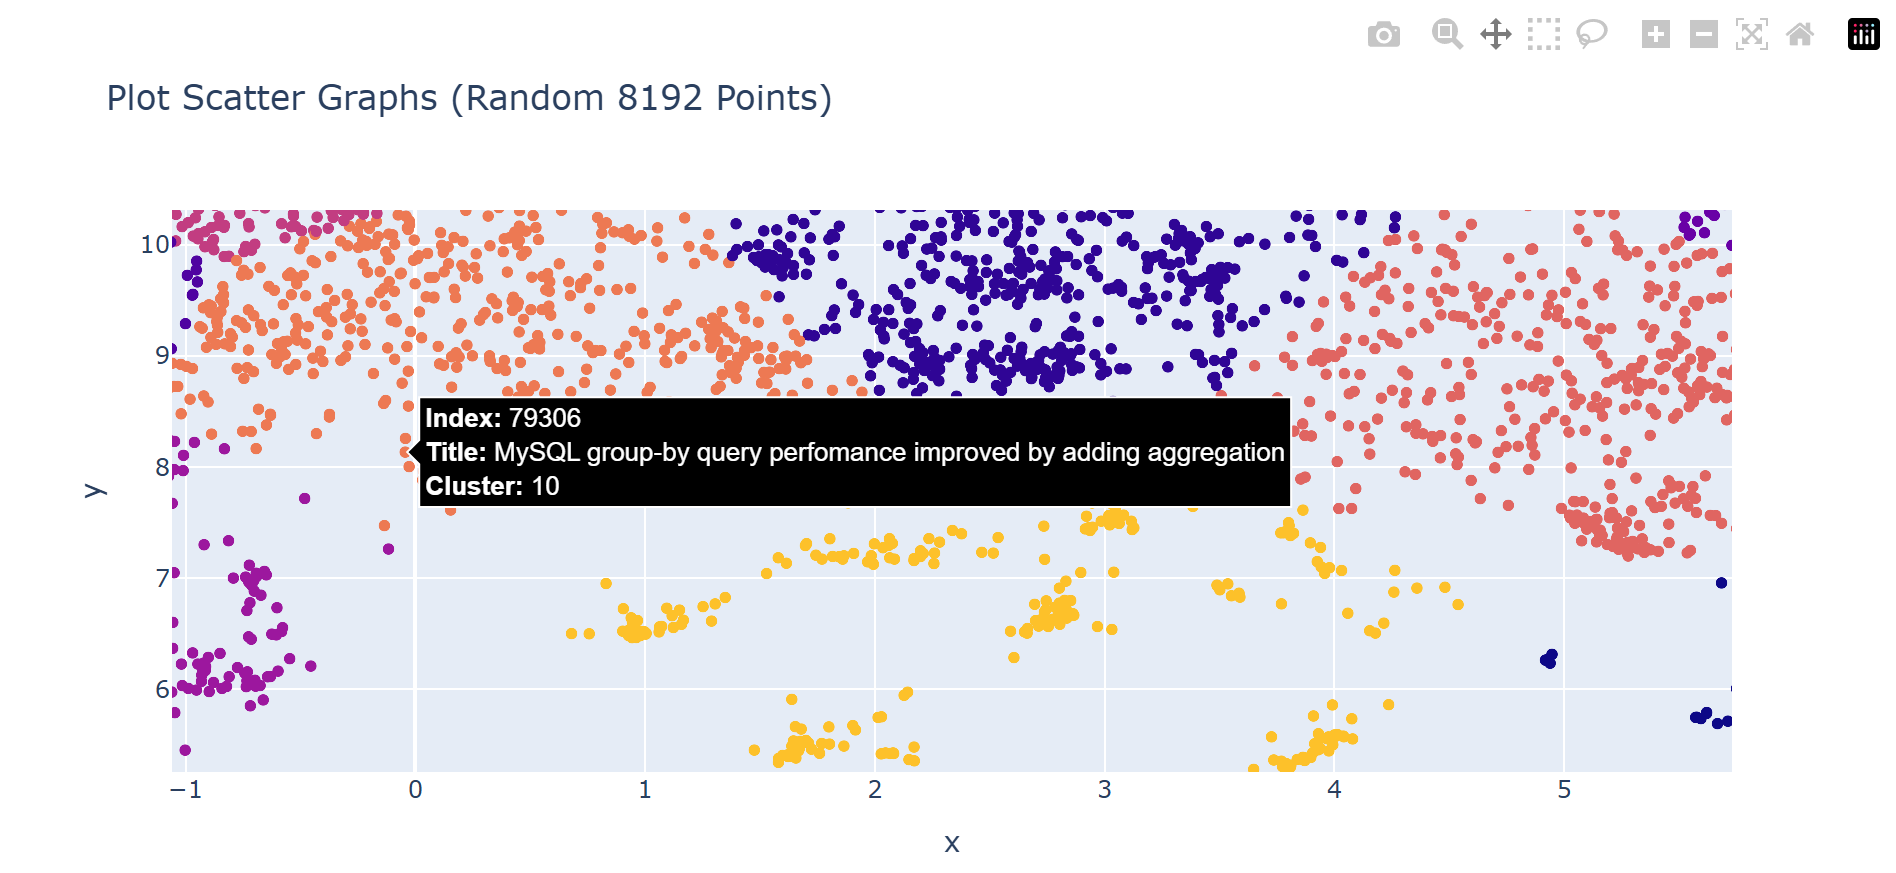 Plot Scatter Graphs (Random 8192 Points)
10
9
8
7
6
y
Index: 79306
Title: MySQL group-by query perfomance improved by adding aggregation
Cluster: 10
−1
0
1
2
3
4
5
x